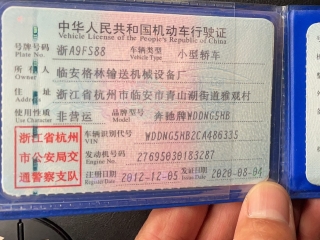 中华人民共和国机动车行驶证
Vehicle License of the People's Republic of China
号牌号码 浙A9F588 车辆类型 小型轿车
Plate No. Vehicle Type
所有人 临安格林输送机械设备厂
Owner
住址 浙江省杭州市临安市青山湖街道雅观村
Address
使用性质 非营运 品牌型号 奔驰牌WDDNG5HB
Use Character Model
车辆识别代号 WDDNG5HB2CA486335
VIN
发动机号码 27695030183287
Engine No.
注册日期 2012-12-05 发证日期 2020-08-04
Register Date Issue Date
浙江省杭州
市公安局交
通警察支队